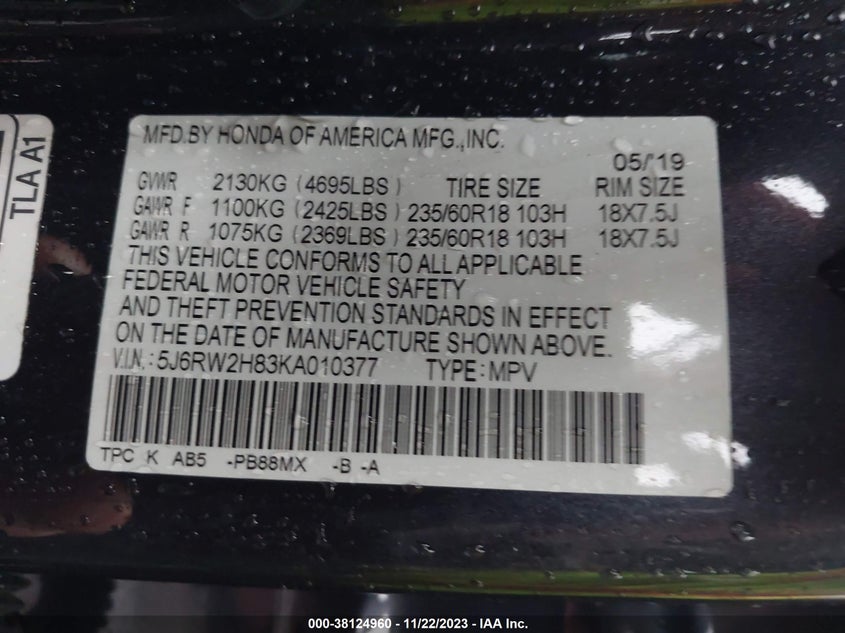 MFD.BY HONDA OF AMERICA MFG.,INC.
05/'19
GVWR 2130KG (4695LBS) TIRE SIZE RIM SIZE
GAWR F 1100KG (2425LBS) 235/60R18 103H 18X7.5J
GAWR R 1075KG (2369LBS) 235/60R18 103H 18X7.5J
THIS VEHICLE CONFORMS TO ALL APPLICABLE
FEDERAL MOTOR VEHICLE SAFETY
AND THEFT PREVENTION STANDARDS IN EFFECT
ON THE DATE OF MANUFACTURE SHOWN ABOVE.
V.I.N.: 5J6RW2H83KA010377 TYPE: MPV
TPC K AB5 -PB88MX -B -A
TLA A1
000-38124960 - 11/22/2023 - IAA Inc.